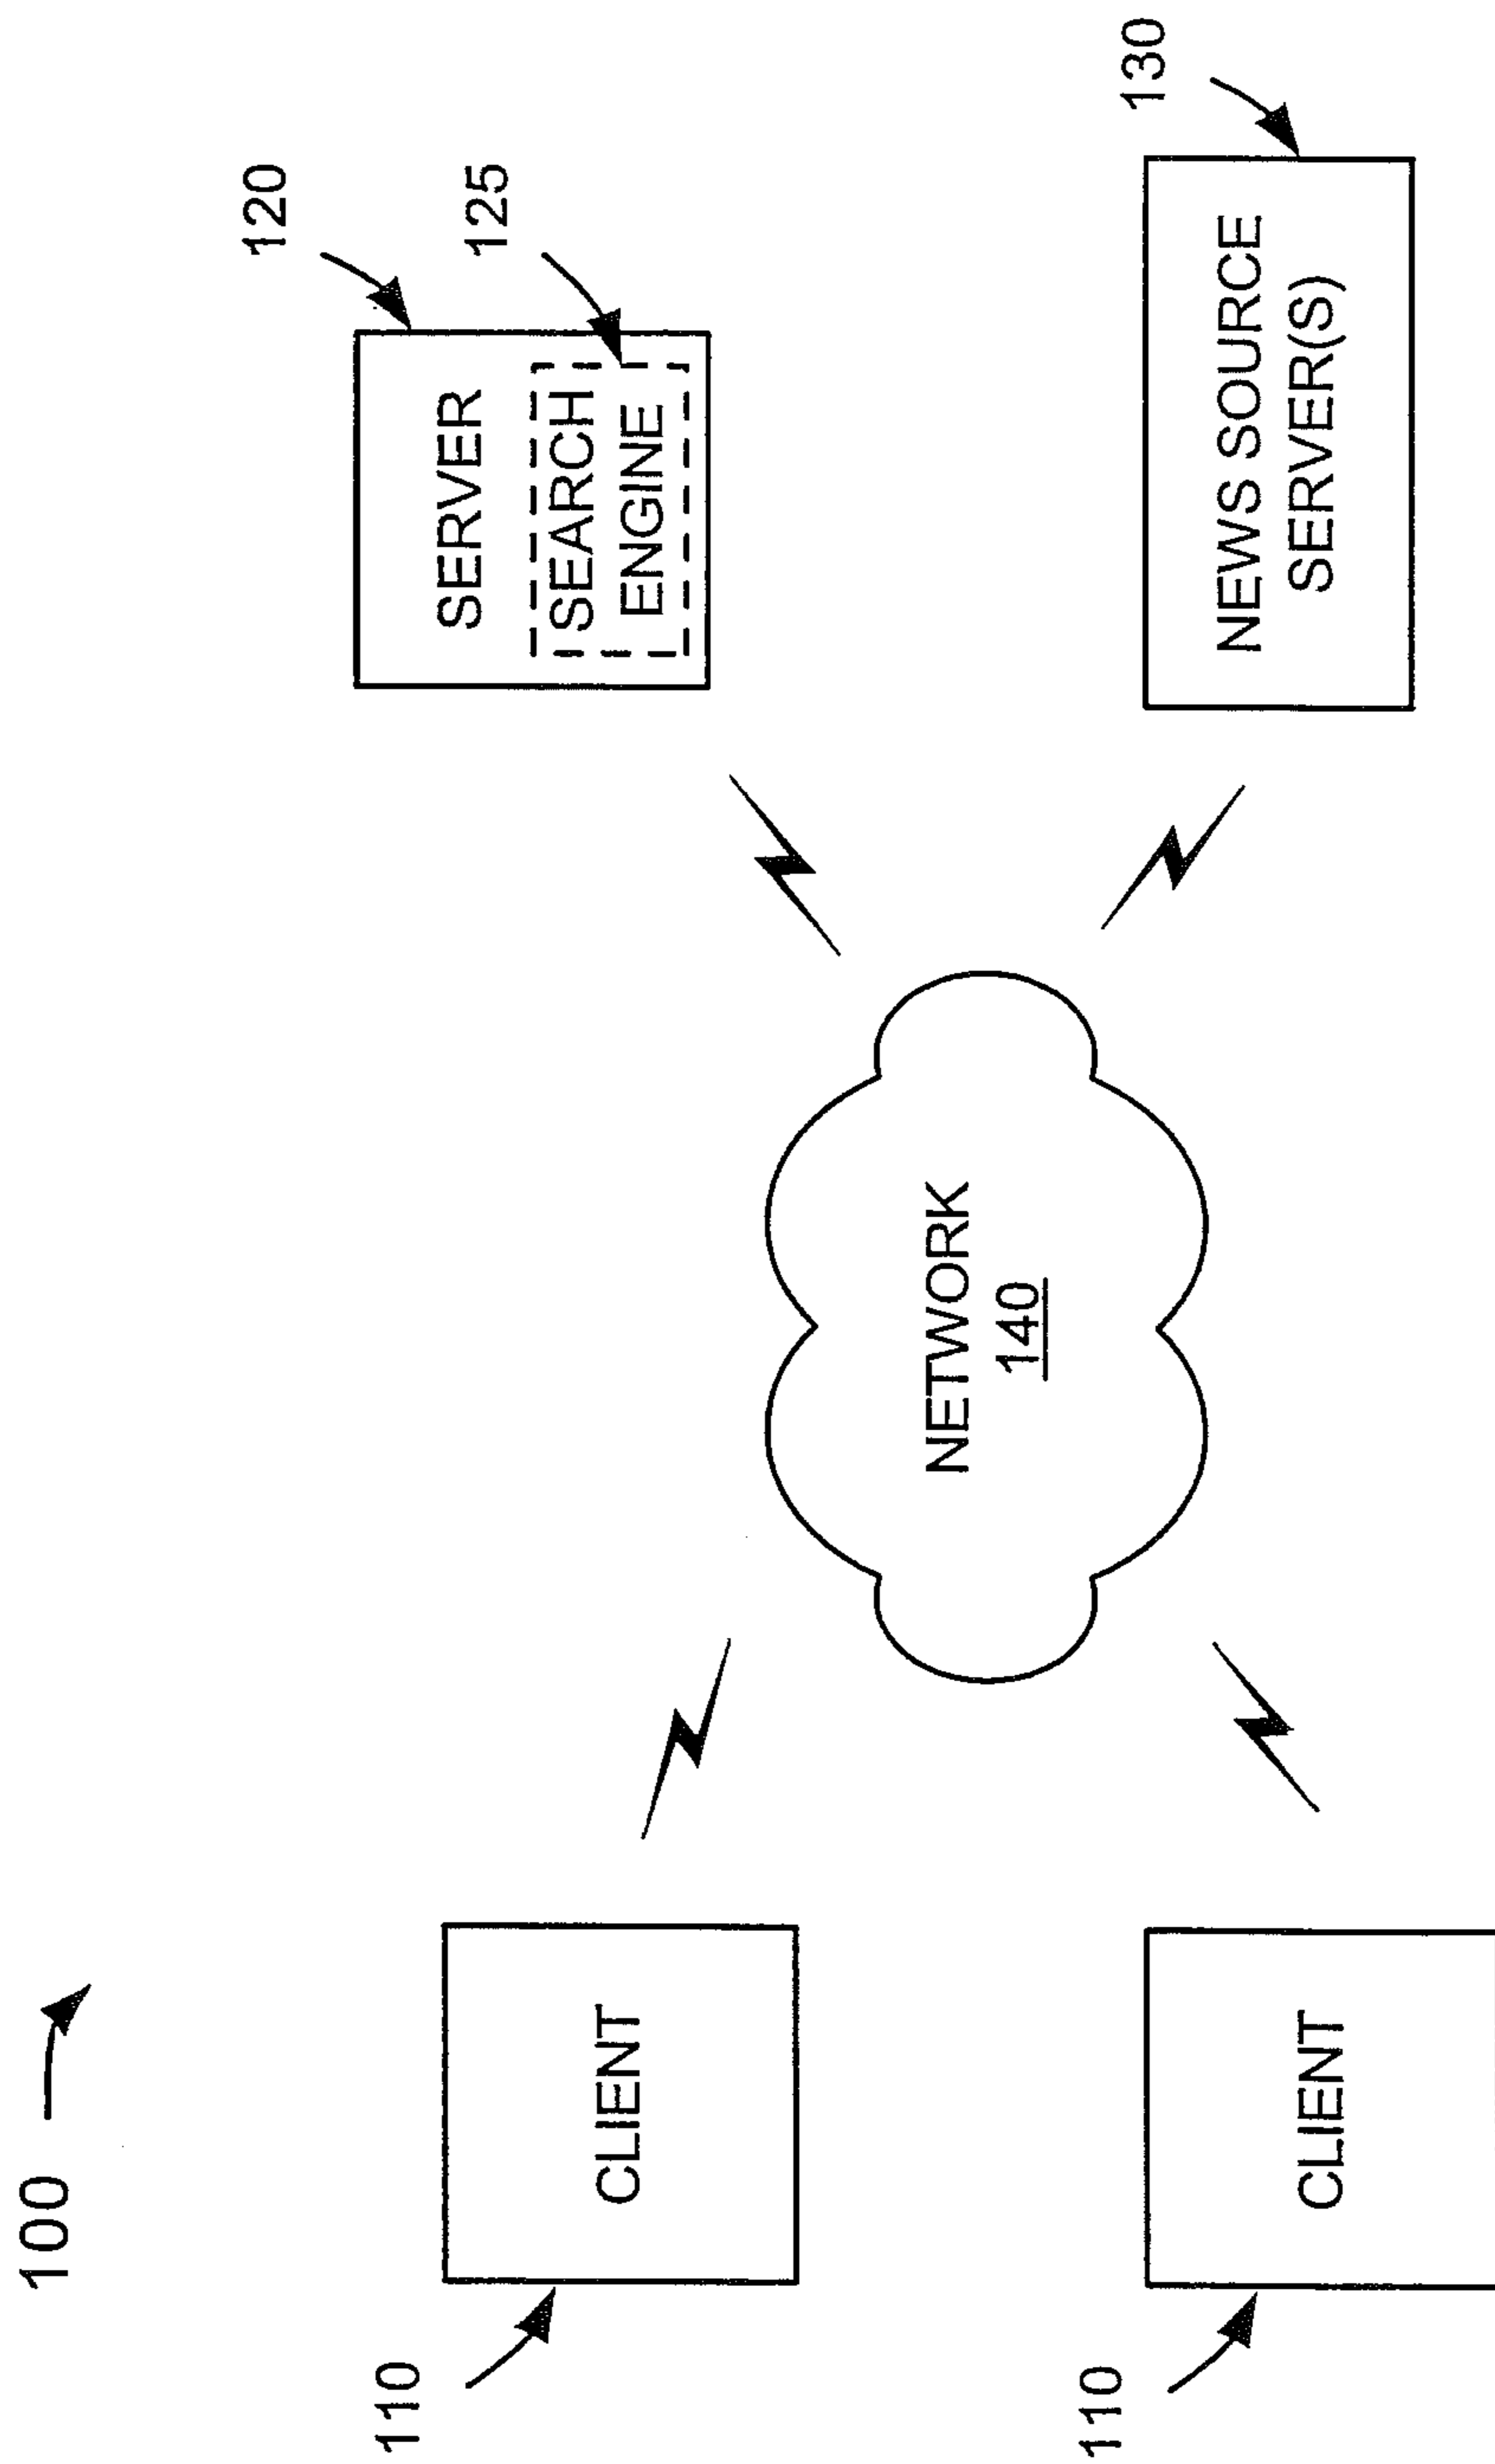 100
110
CLIENT
110
CLIENT
NETWORK
140
120
SERVER
125
SEARCH
ENGINE
130
NEWS SOURCE
SERVER(S)